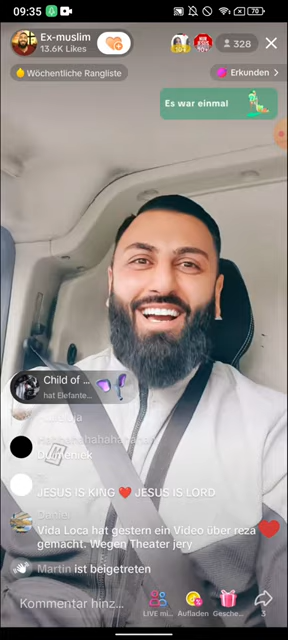 09:35
70
Ex-muslim
13.6K Likes
328
Wöchentliche Rangliste
Erkunden >
Es war einmal
Child of ...
hat Elefante...
JESUS IS KING ❤️ JESUS IS LORD
Vida Loca hat gestern ein Video über reza
gemacht. Wegen Theater jery
Martin ist beigetreten
Kommentar hinz...
LIVE mi...
Aufladen
Gesche...
3